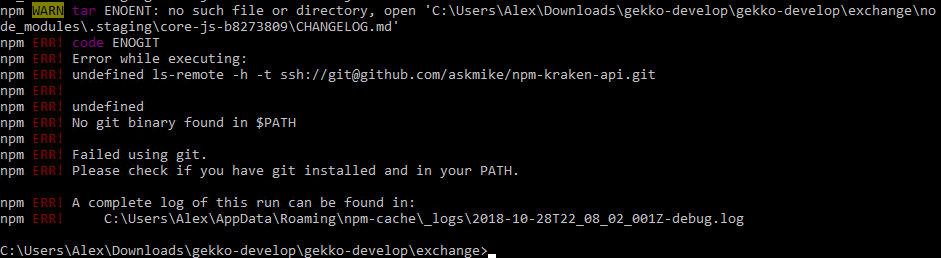 npm WARN tar ENOENT: no such file or directory, open 'C:\Users\Alex\Downloads\gekko-develop\gekko-develop\exchange\no
de_modules\.staging\core-js-b8273809\CHANGELOG.md'
npm ERR! code ENOGIT
npm ERR! Error while executing:
npm ERR! undefined ls-remote -h -t ssh://git@github.com/askmike/npm-kraken-api.git
npm ERR!
npm ERR! undefined
npm ERR! No git binary found in $PATH
npm ERR!
npm ERR! Failed using git.
npm ERR! Please check if you have git installed and in your PATH.
npm ERR! A complete log of this run can be found in:
npm ERR!     C:\Users\Alex\AppData\Roaming\npm-cache\_logs\2018-10-28T22_08_02_001Z-debug.log
C:\Users\Alex\Downloads\gekko-develop\gekko-develop\exchange>